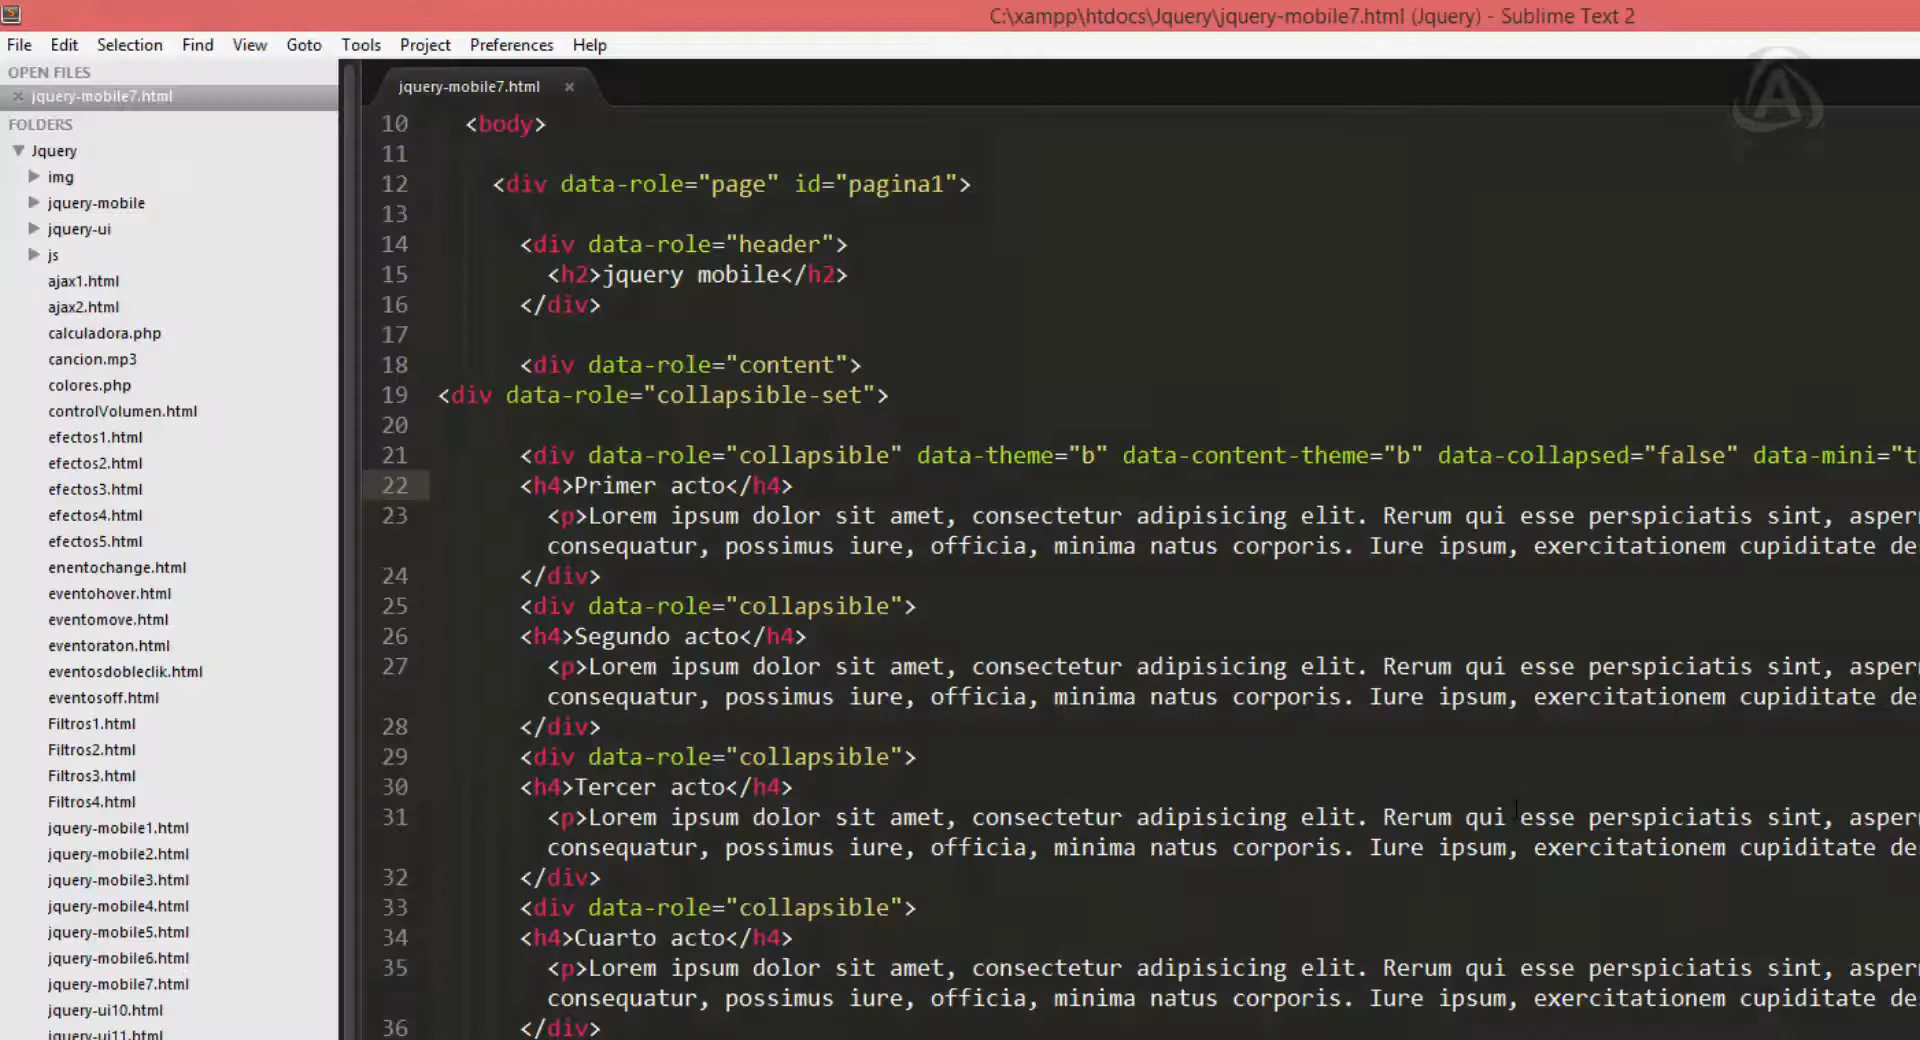 C:\xampp\htdocs\Jquery\jquery-mobile7.html (Jquery) - Sublime Text 2
File Edit Selection Find View Goto Tools Project Preferences Help
OPEN FILES
jquery-mobile7.html
FOLDERS
Jquery
img
jquery-mobile
jquery-ui
js
ajax1.html
ajax2.html
calculadora.php
cancion.mp3
colores.php
controlVolumen.html
efectos1.html
efectos2.html
efectos3.html
efectos4.html
efectos5.html
enentochange.html
eventohover.html
eventomove.html
eventoraton.html
eventosdobleclik.html
eventosoff.html
Filtros1.html
Filtros2.html
Filtros3.html
Filtros4.html
jquery-mobile1.html
jquery-mobile2.html
jquery-mobile3.html
jquery-mobile4.html
jquery-mobile5.html
jquery-mobile6.html
jquery-mobile7.html
jquery-ui10.html
jquery-ui11.html
jquery-mobile7.html
10 <body>
11
12 <div data-role="page" id="pagina1">
13
14 <div data-role="header">
15 <h2>jquery mobile</h2>
16 </div>
17
18 <div data-role="content">
19 <div data-role="collapsible-set">
20
21 <div data-role="collapsible" data-theme="b" data-content-theme="b" data-collapsed="false" data-mini="t
22 <h4>Primer acto</h4>
23 <p>Lorem ipsum dolor sit amet, consectetur adipisicing elit. Rerum qui esse perspiciatis sint, asper
consequatur, possimus iure, officia, minima natus corporis. Iure ipsum, exercitationem cupiditate de
24 </div>
25 <div data-role="collapsible">
26 <h4>Segundo acto</h4>
27 <p>Lorem ipsum dolor sit amet, consectetur adipisicing elit. Rerum qui esse perspiciatis sint, asper
consequatur, possimus iure, officia, minima natus corporis. Iure ipsum, exercitationem cupiditate de
28 </div>
29 <div data-role="collapsible">
30 <h4>Tercer acto</h4>
31 <p>Lorem ipsum dolor sit amet, consectetur adipisicing elit. Rerum qui esse perspiciatis sint, asper
consequatur, possimus iure, officia, minima natus corporis. Iure ipsum, exercitationem cupiditate de
32 </div>
33 <div data-role="collapsible">
34 <h4>Cuarto acto</h4>
35 <p>Lorem ipsum dolor sit amet, consectetur adipisicing elit. Rerum qui esse perspiciatis sint, asper
consequatur, possimus iure, officia, minima natus corporis. Iure ipsum, exercitationem cupiditate de
36 </div>